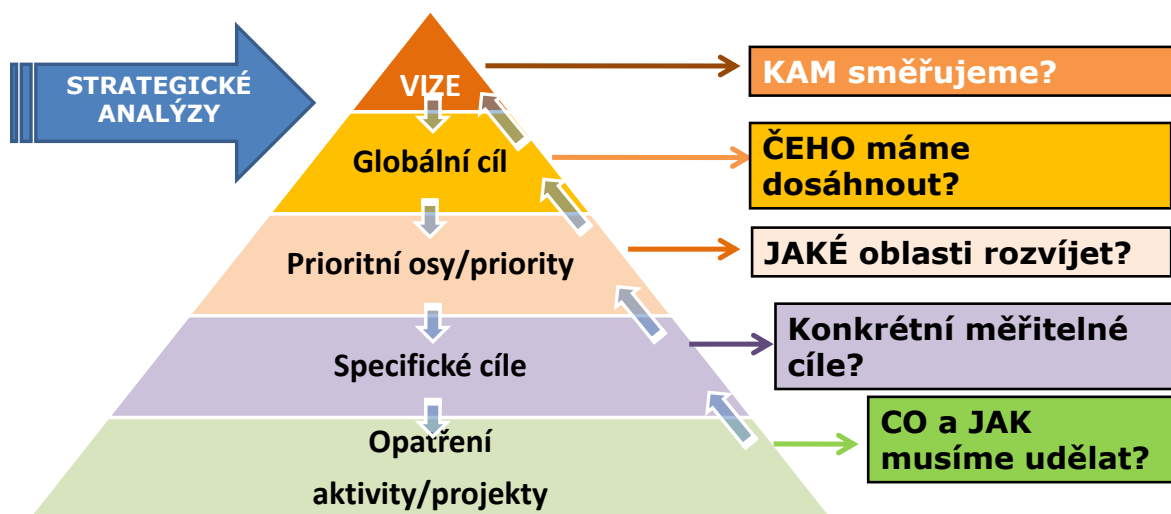 STRATEGICKÉ
ANALÝZY
VIZE
KAM směřujeme?
Globální cíl
ČEHO máme
dosáhnout?
Prioritní osy/priority
JAKÉ oblasti rozvíjet?
Specifické cíle
Konkrétní měřitelné
cíle?
Opatření
aktivity/projekty
CO a JAK
musíme udělat?